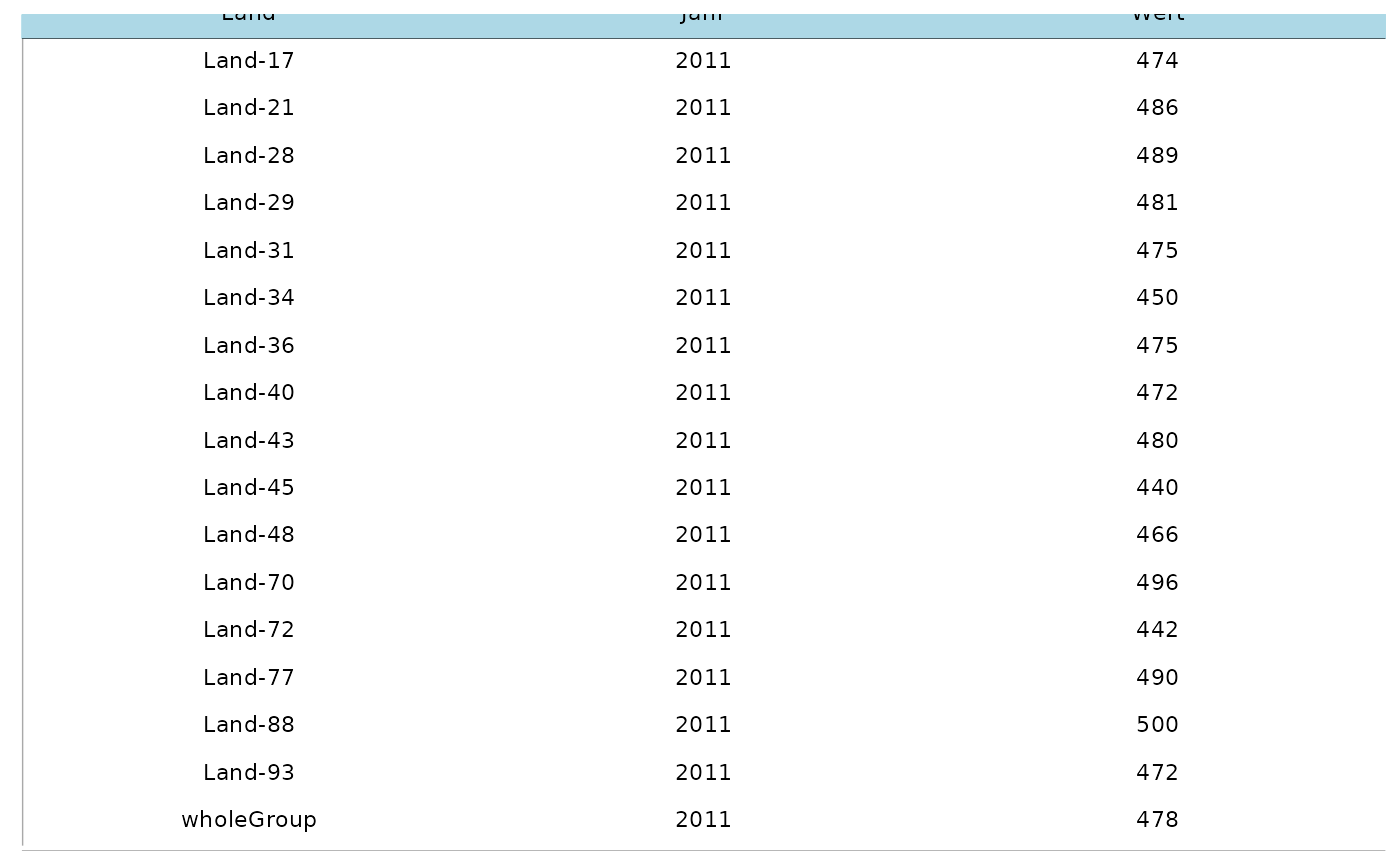 Land Jahr Wert
Land-17 2011 474
Land-21 2011 486
Land-28 2011 489
Land-29 2011 481
Land-31 2011 475
Land-34 2011 450
Land-36 2011 475
Land-40 2011 472
Land-43 2011 480
Land-45 2011 440
Land-48 2011 466
Land-70 2011 496
Land-72 2011 442
Land-77 2011 490
Land-88 2011 500
Land-93 2011 472
wholeGroup 2011 478